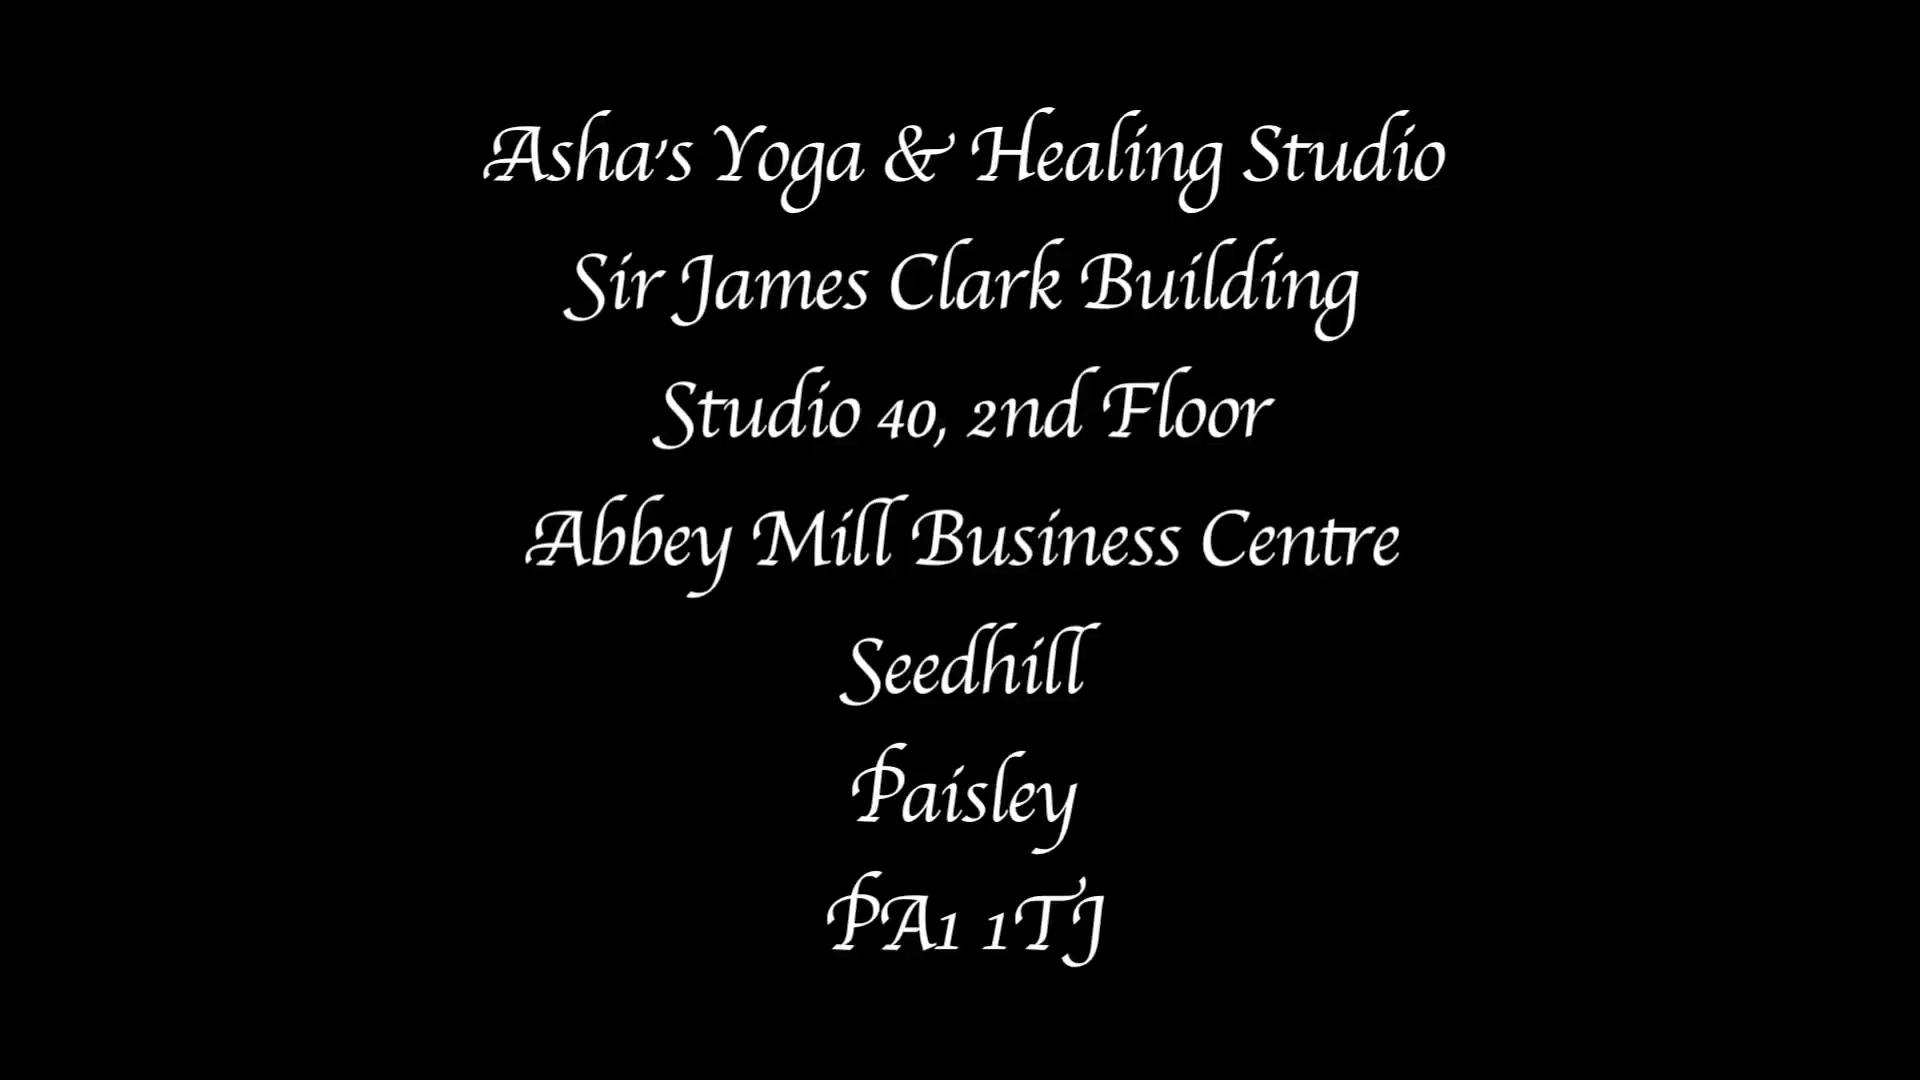 Asha's Yoga & Healing Studio
Sir James Clark Building
Studio 40, 2nd Floor
Abbey Mill Business Centre
Seedhill
Paisley
PA1 1TJ